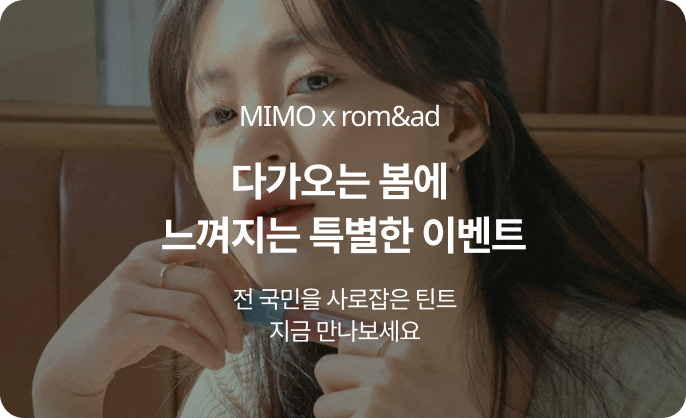 MIMO x rom&ad
다가오는 봄에
느껴지는 특별한 이벤트
전 국민을 사로잡은 틴트
지금 만나보세요